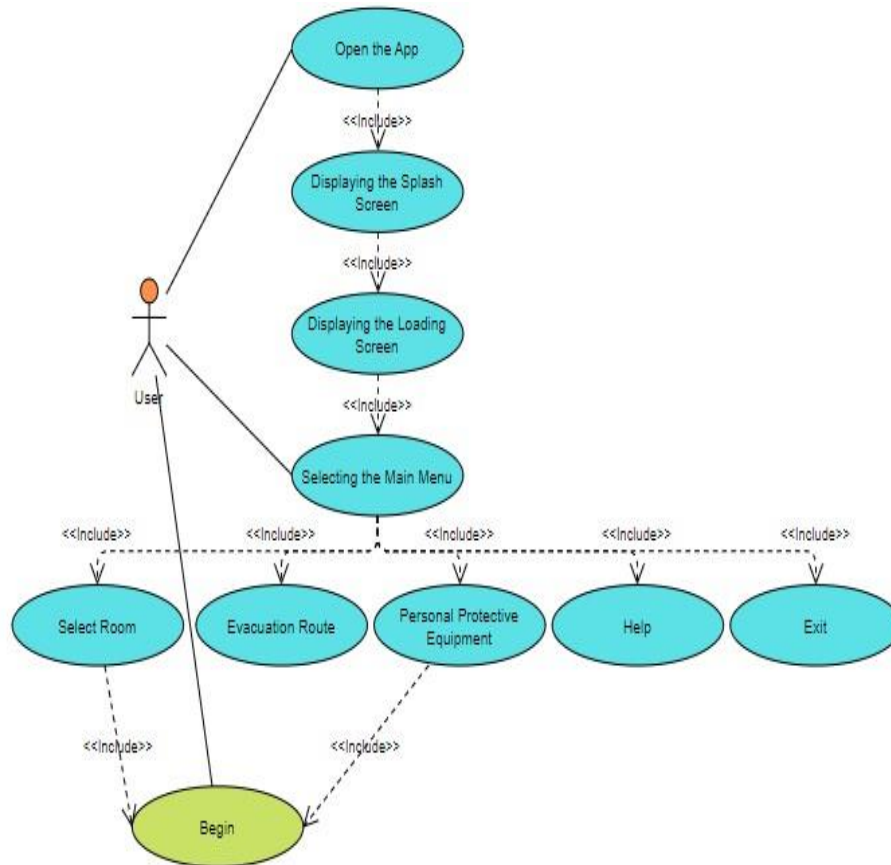 Open the App
<<Include>>
Displaying the Splash
Screen
<<Include>>
Displaying the Loading
Screen
User
<<Include>>
Selecting the Main Menu
<<Include>>
<<Include>>
<<Include>>
<<Include>>
<<Include>>
Select Room
Evacuation Route
Personal Protective
Equipment
Help
Exit
<<Include>>
<<Include>>
Begin